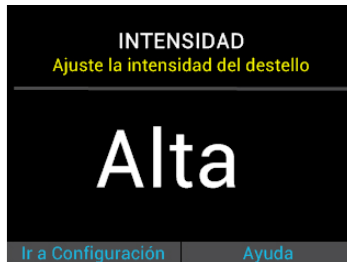 INTENSIDAD
Ajuste la intensidad del destello
Alta
Ir a Configuración Ayuda